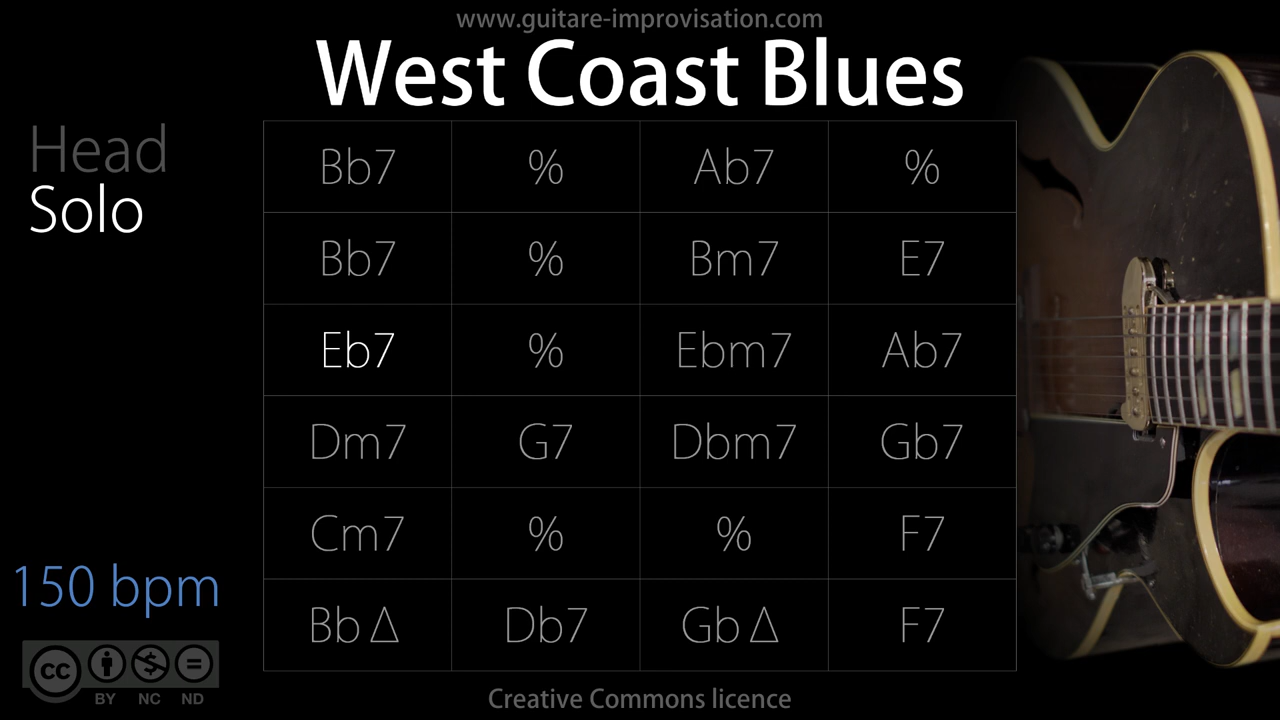 www.guitare-improvisation.com
West Coast Blues
Head
Solo
Bb7 % Ab7 %
Bb7 % Bm7 E7
Eb7 % Ebm7 Ab7
Dm7 G7 Dbm7 Gb7
Cm7 % % F7
Bb Δ Db7 Gb Δ F7
150 bpm
cc
BY NC ND
Creative Commons licence